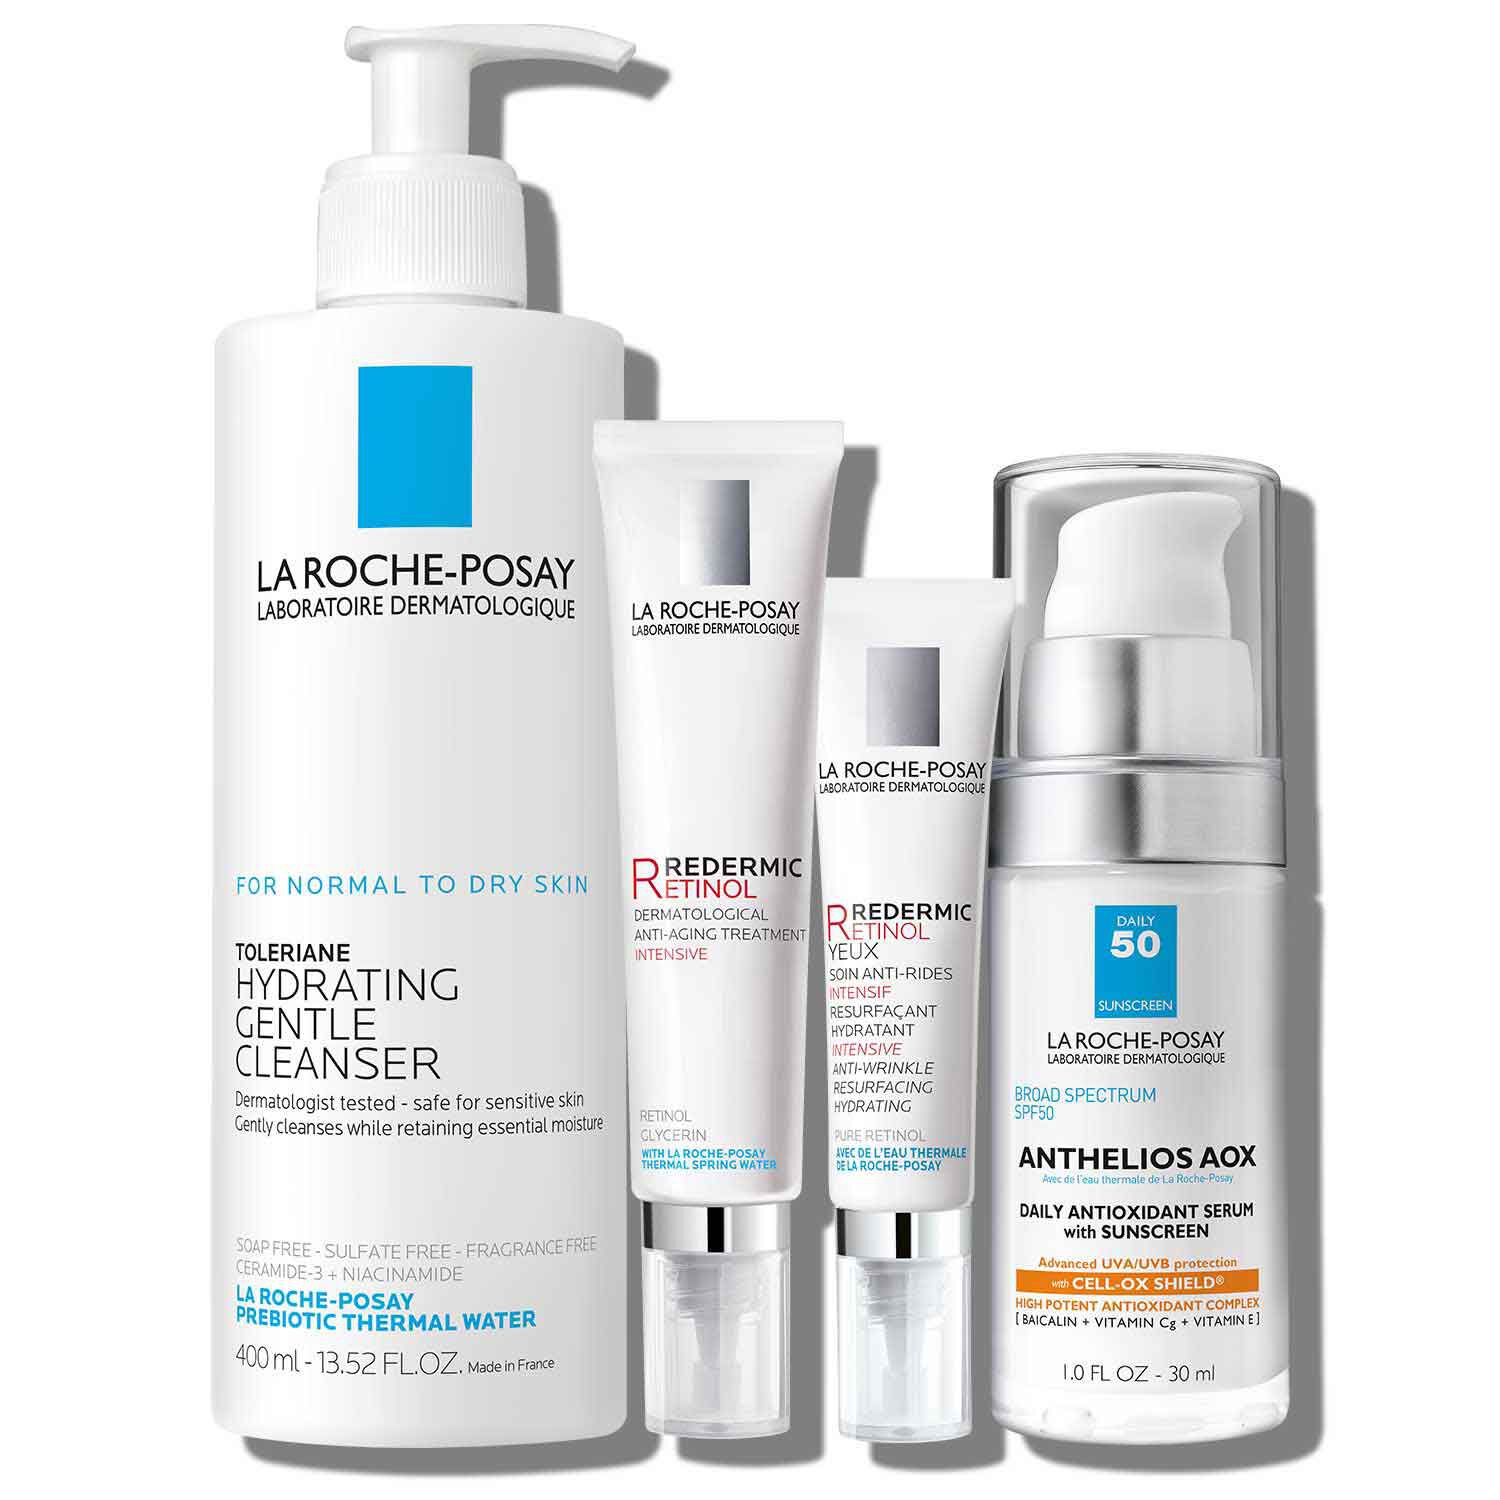 LA ROCHE-POSAY
LABORATOIRE DERMATOLOGIQUE
FOR NORMAL TO DRY SKIN
TOLERIANE
HYDRATING
GENTLE
CLEANSER
Dermatologist tested - safe for sensitive skin
Gently cleanses while retaining essential moisture
SOAP FREE - SULFATE FREE - FRAGRANCE FREE
CERAMIDE-3 + NIACINAMIDE
LA ROCHE-POSAY
PREBIOTIC THERMAL WATER
400 ml - 13.52 FL.OZ. Made in France
LA ROCHE-POSAY
LABORATOIRE DERMATOLOGIQUE
REDERMIC
RETINOL
DERMATOLOGICAL
ANTI-AGING TREATMENT
INTENSIVE
RETINOL
GLYCERIN
WITH LA ROCHE-POSAY
THERMAL SPRING WATER
LA ROCHE-POSAY
LABORATOIRE DERMATOLOGIQUE
REDERMIC
RETINOL
YEUX
SOIN ANTI-RIDES
INTENSIF
RESURFAÇANT
HYDRATANT
INTENSIVE
ANTI-WRINKLE
RESURFACING
HYDRATING
PURE RETINOL
AVEC DE L'EAU THERMALE
DE LA ROCHE-POSAY
DAILY
50
SUNSCREEN
LA ROCHE-POSAY
LABORATOIRE DERMATOLOGIQUE
BROAD SPECTRUM
SPF50
ANTHELIOS AOX
Avec de l'eau thermale de La Roche-Posay
DAILY ANTIOXIDANT SERUM
with SUNSCREEN
Advanced UVA/UVB protection
with CELL-OX SHIELD®
HIGH POTENT ANTIOXIDANT COMPLEX
[ BAICALIN + VITAMIN Cg + VITAMIN E ]
1.0 FL OZ - 30 ml